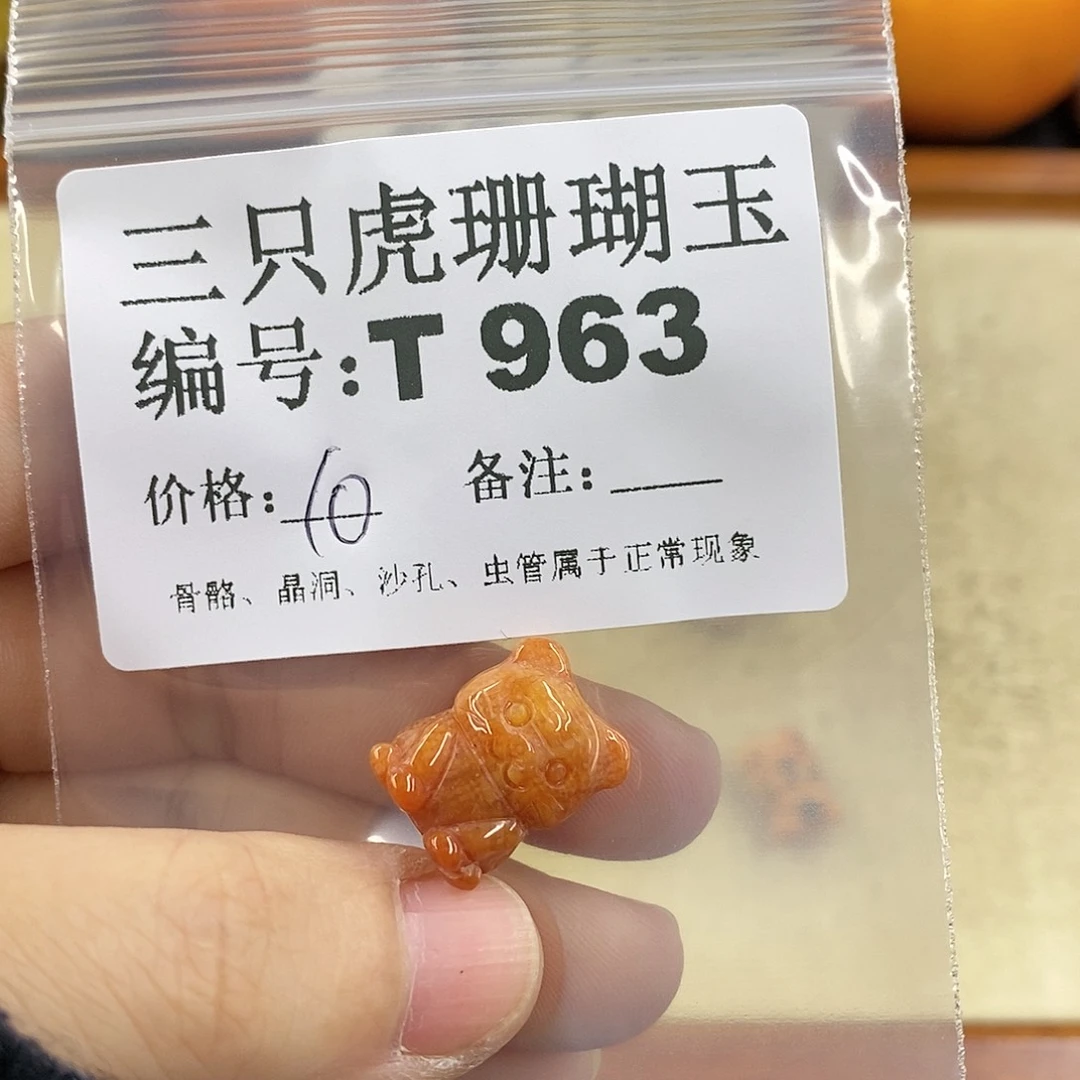 三只虎珊瑚玉
编号:T 963
价格:10 备注:
骨骼、晶洞、沙孔、虫管属于正常现象